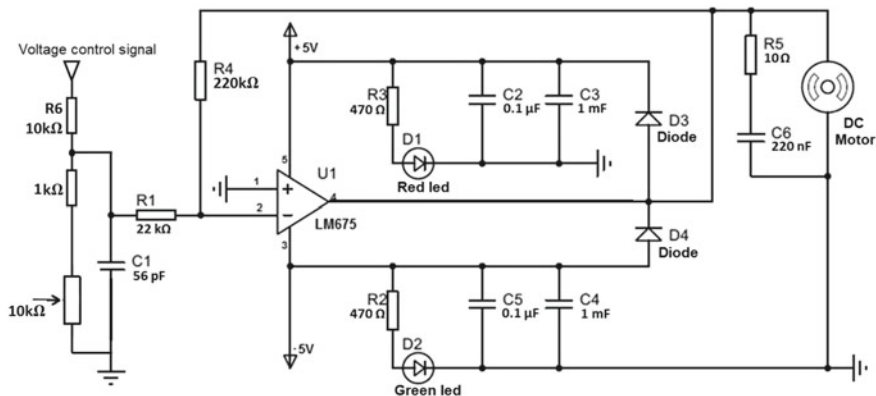 Voltage control signal
R6
10kΩ
1kΩ
10kΩ
R1
22 kΩ
C1
56 pF
R4
220kΩ
+5V
R3
470 Ω
D1
Red led
C2
0.1 µF
C3
1 mF
D3
Diode
R5
10Ω
C6
220 nF
DC
Motor
5
U1
1
+
4
2
−
LM675
3
D4
Diode
R2
470 Ω
D2
Green led
C5
0.1 µF
C4
1 mF
-5V